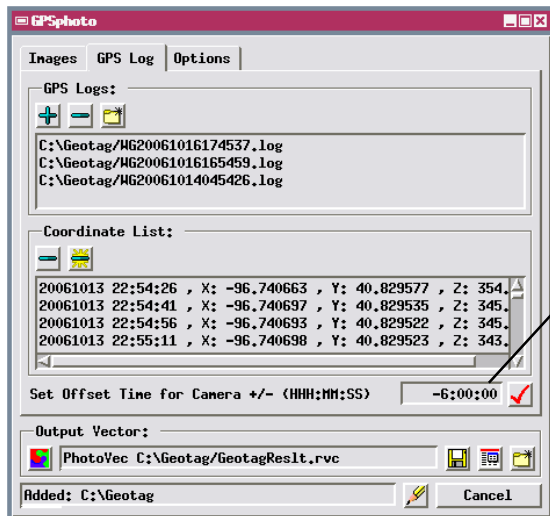 GPSphoto
Images GPS Log Options
GPS Logs:
C:\Geotag/WG20061016174537.log
C:\Geotag/WG20061016165459.log
C:\Geotag/WG20061014045426.log
Coordinate List:
20061013 22:54:26 , X: -96.740663 , Y: 40.829577 , Z: 354.
20061013 22:54:41 , X: -96.740697 , Y: 40.829535 , Z: 345.
20061013 22:54:56 , X: -96.740693 , Y: 40.829522 , Z: 345.
20061013 22:55:11 , X: -96.740698 , Y: 40.829523 , Z: 343.
Set Offset Time for Camera +/- (HHH:MM:SS) -6:00:00
Output Vector:
PhotoVec C:\Geotag/GeotagReslt.rvc
Added: C:\Geotag Cancel